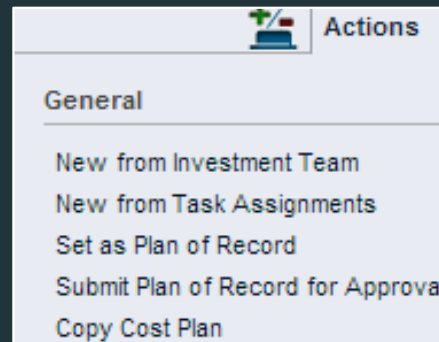 Actions
General
New from Investment Team
New from Task Assignments
Set as Plan of Record
Submit Plan of Record for Approva
Copy Cost Plan